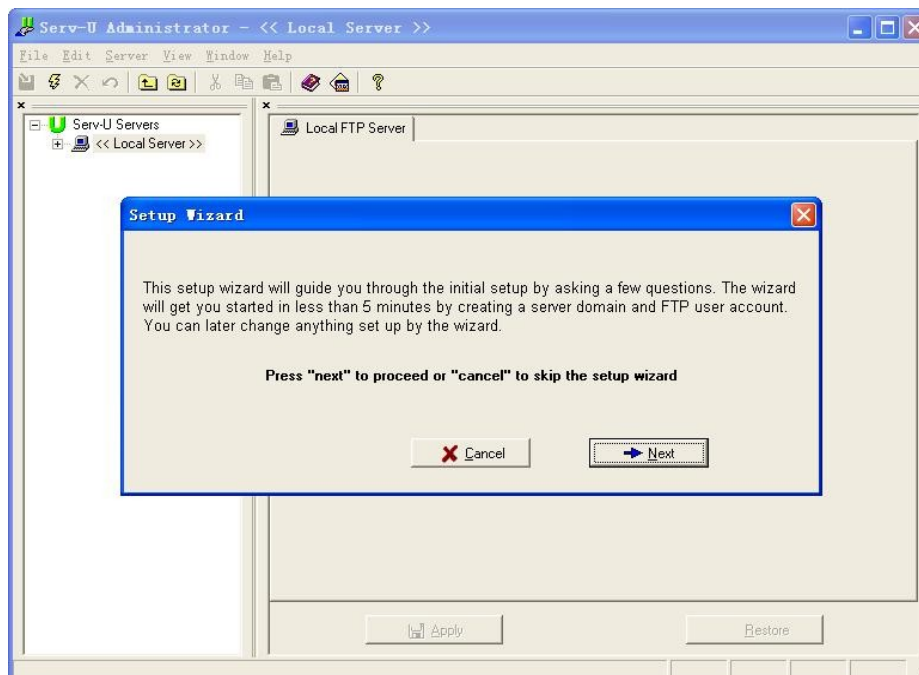 Serv-U Administrator - << Local Server >>
File Edit Server View Window Help
Serv-U Servers
<< Local Server >>
Local FTP Server
Setup Wizard
This setup wizard will guide you through the initial setup by asking a few questions. The wizard
will get you started in less than 5 minutes by creating a server domain and FTP user account.
You can later change anything set up by the wizard.
Press "next" to proceed or "cancel" to skip the setup wizard
Cancel
Next
Apply
Restore